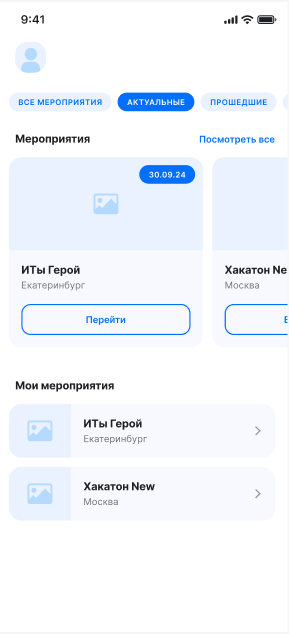 9:41
ВСЕ МЕРОПРИЯТИЯ
АКТУАЛЬНЫЕ
ПРОШЕДШИЕ
Мероприятия
Посмотреть все
30.09.24
ИТы Герой
Екатеринбург
Перейти
Хакатон Ne
Москва
Мои мероприятия
ИТы Герой
Екатеринбург
Хакатон New
Москва